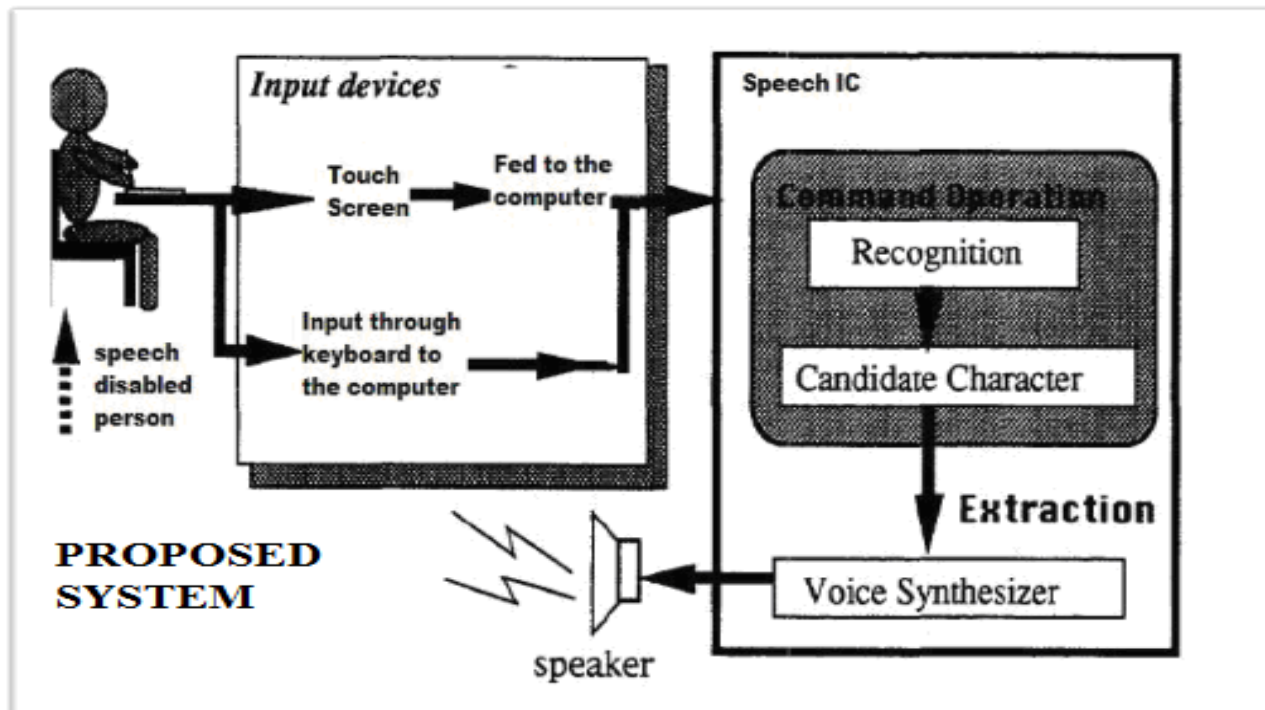 Input devices
Touch
Screen
Fed to the
computer
Input through
keyboard to
the computer
speech
disabled
person
Speech IC
Command Operation
Recognition
Candidate Character
Extraction
Voice Synthesizer
speaker
PROPOSED
SYSTEM